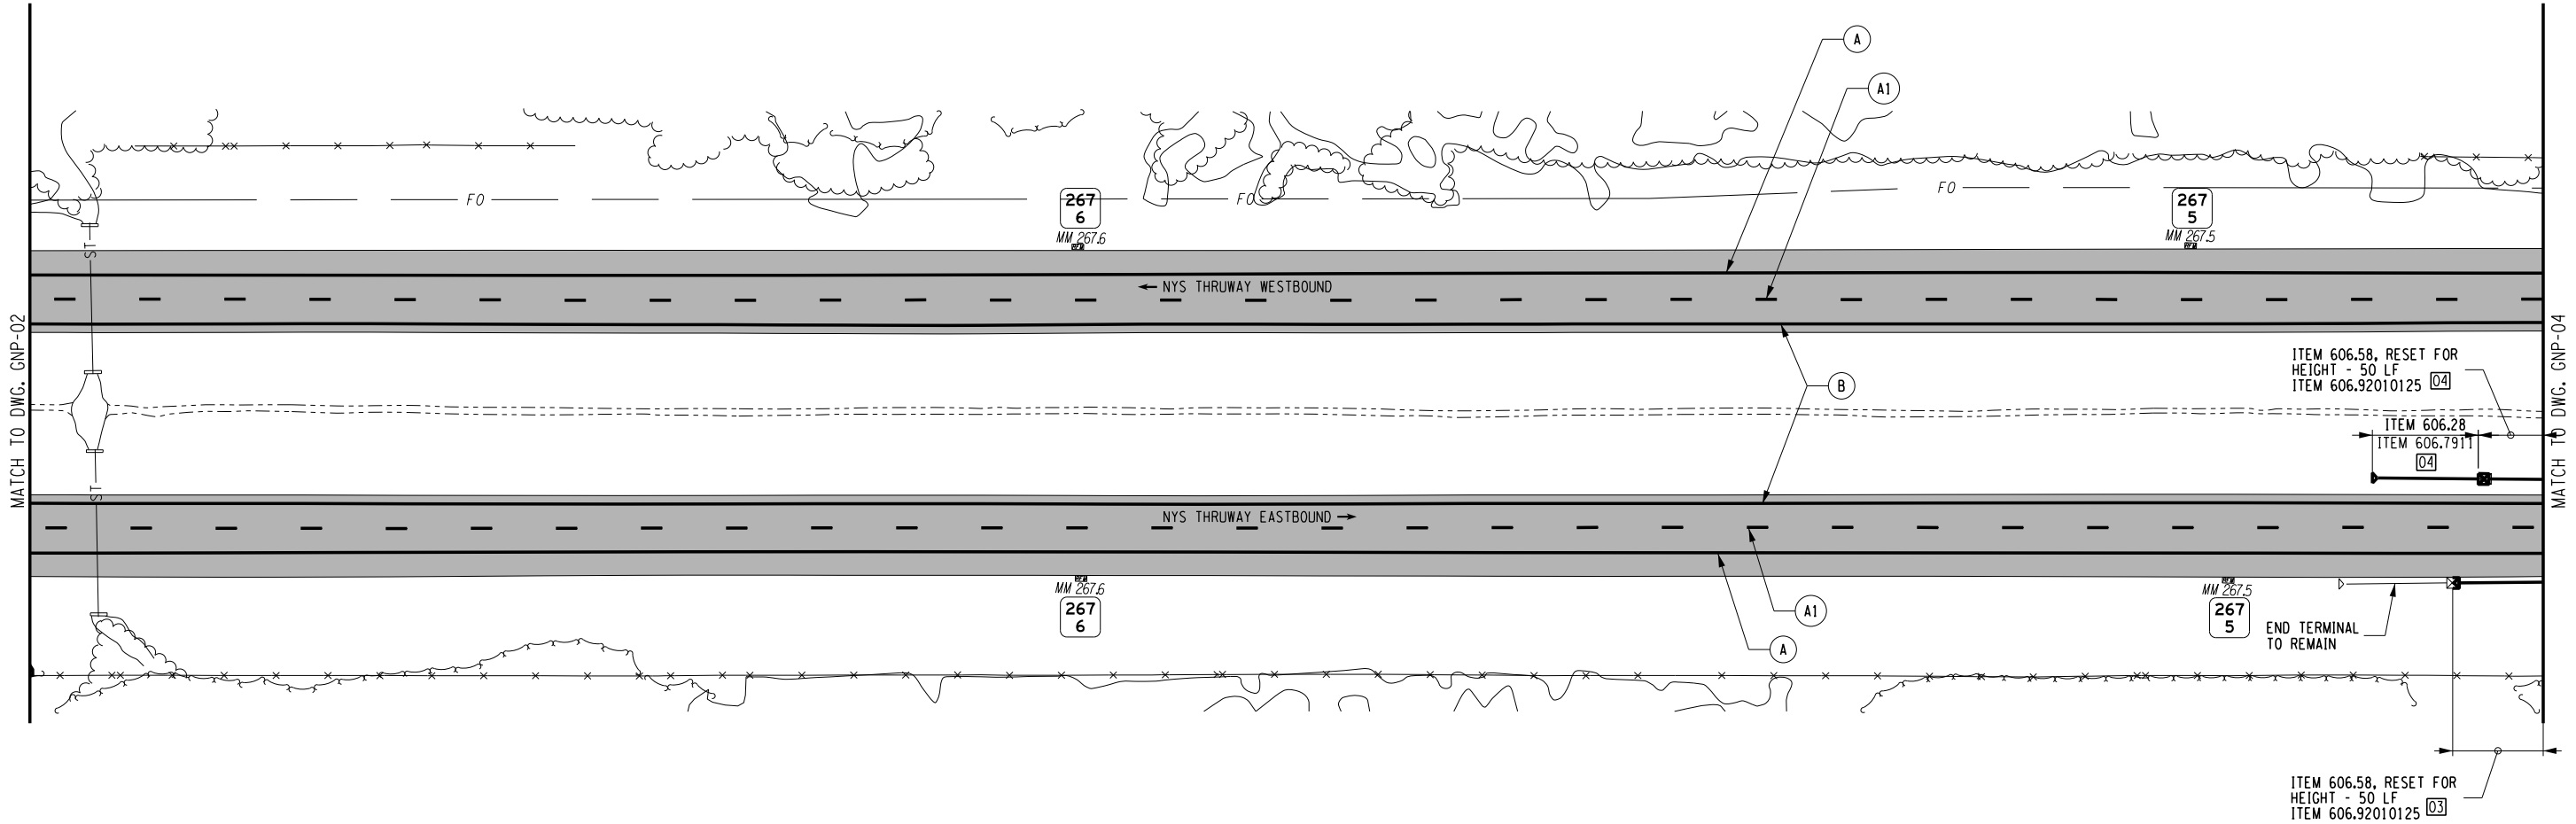 A
A1
FO
FO
FO
267
6
MM 267.6
267
5
MM 267.5
ST
← NYS THRUWAY WESTBOUND
MATCH TO DWG. GNP-02
MATCH TO DWG. GNP-04
B
ITEM 606.58, RESET FOR
HEIGHT - 50 LF
ITEM 606.92010125 04
ITEM 606.28
ITEM 606.7911
04
ST
NYS THRUWAY EASTBOUND →
MM 267.6
267
6
MM 267.5
267
5
A1
A
END TERMINAL
TO REMAIN
ITEM 606.58, RESET FOR
HEIGHT - 50 LF
ITEM 606.92010125 03